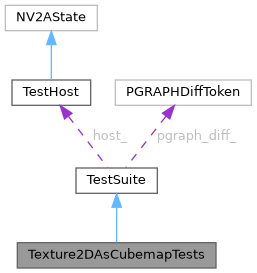 NV2AState
TestHost
PGRAPHDiffToken
host_
pgraph_diff_
TestSuite
Texture2DAsCubemapTests